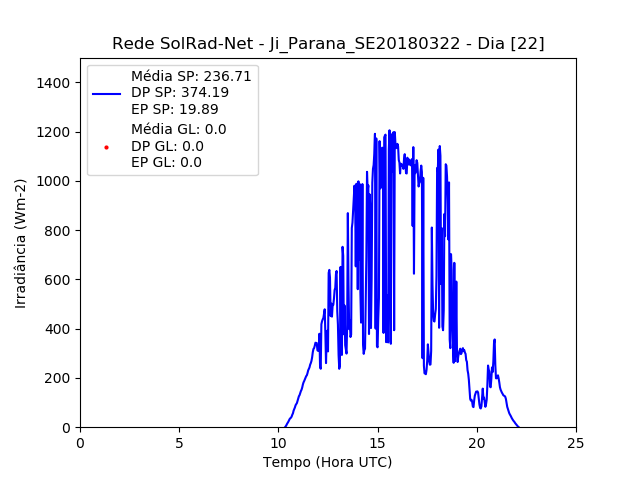 Rede SolRad-Net - Ji_Parana_SE20180322 - Dia [22]
Média SP: 236.71
DP SP: 374.19
EP SP: 19.89
Média GL: 0.0
DP GL: 0.0
EP GL: 0.0
1400
1200
1000
800
600
400
200
0
Irradiância (Wm-2)
0 5 10 15 20 25
Tempo (Hora UTC)